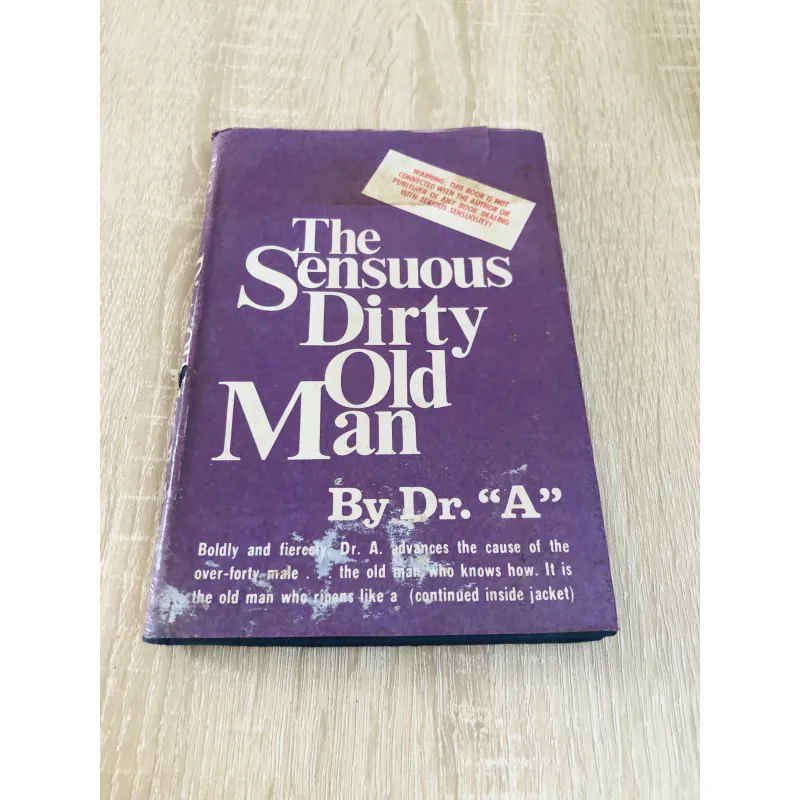 WARNING: THIS BOOK IS NOT
CONNECTED WITH THE AUTHOR OR
PUBLISHER OF ANY BOOK DEALING
WITH SERIOUS SENSUOSITY!
The
Sensuous
Dirty
Old
Man
By Dr. “A”
Boldly and fiercely, Dr. A. advances the cause of the
over-forty male . . . the old man who knows how. It is
the old man who ripens like a (continued inside jacket)